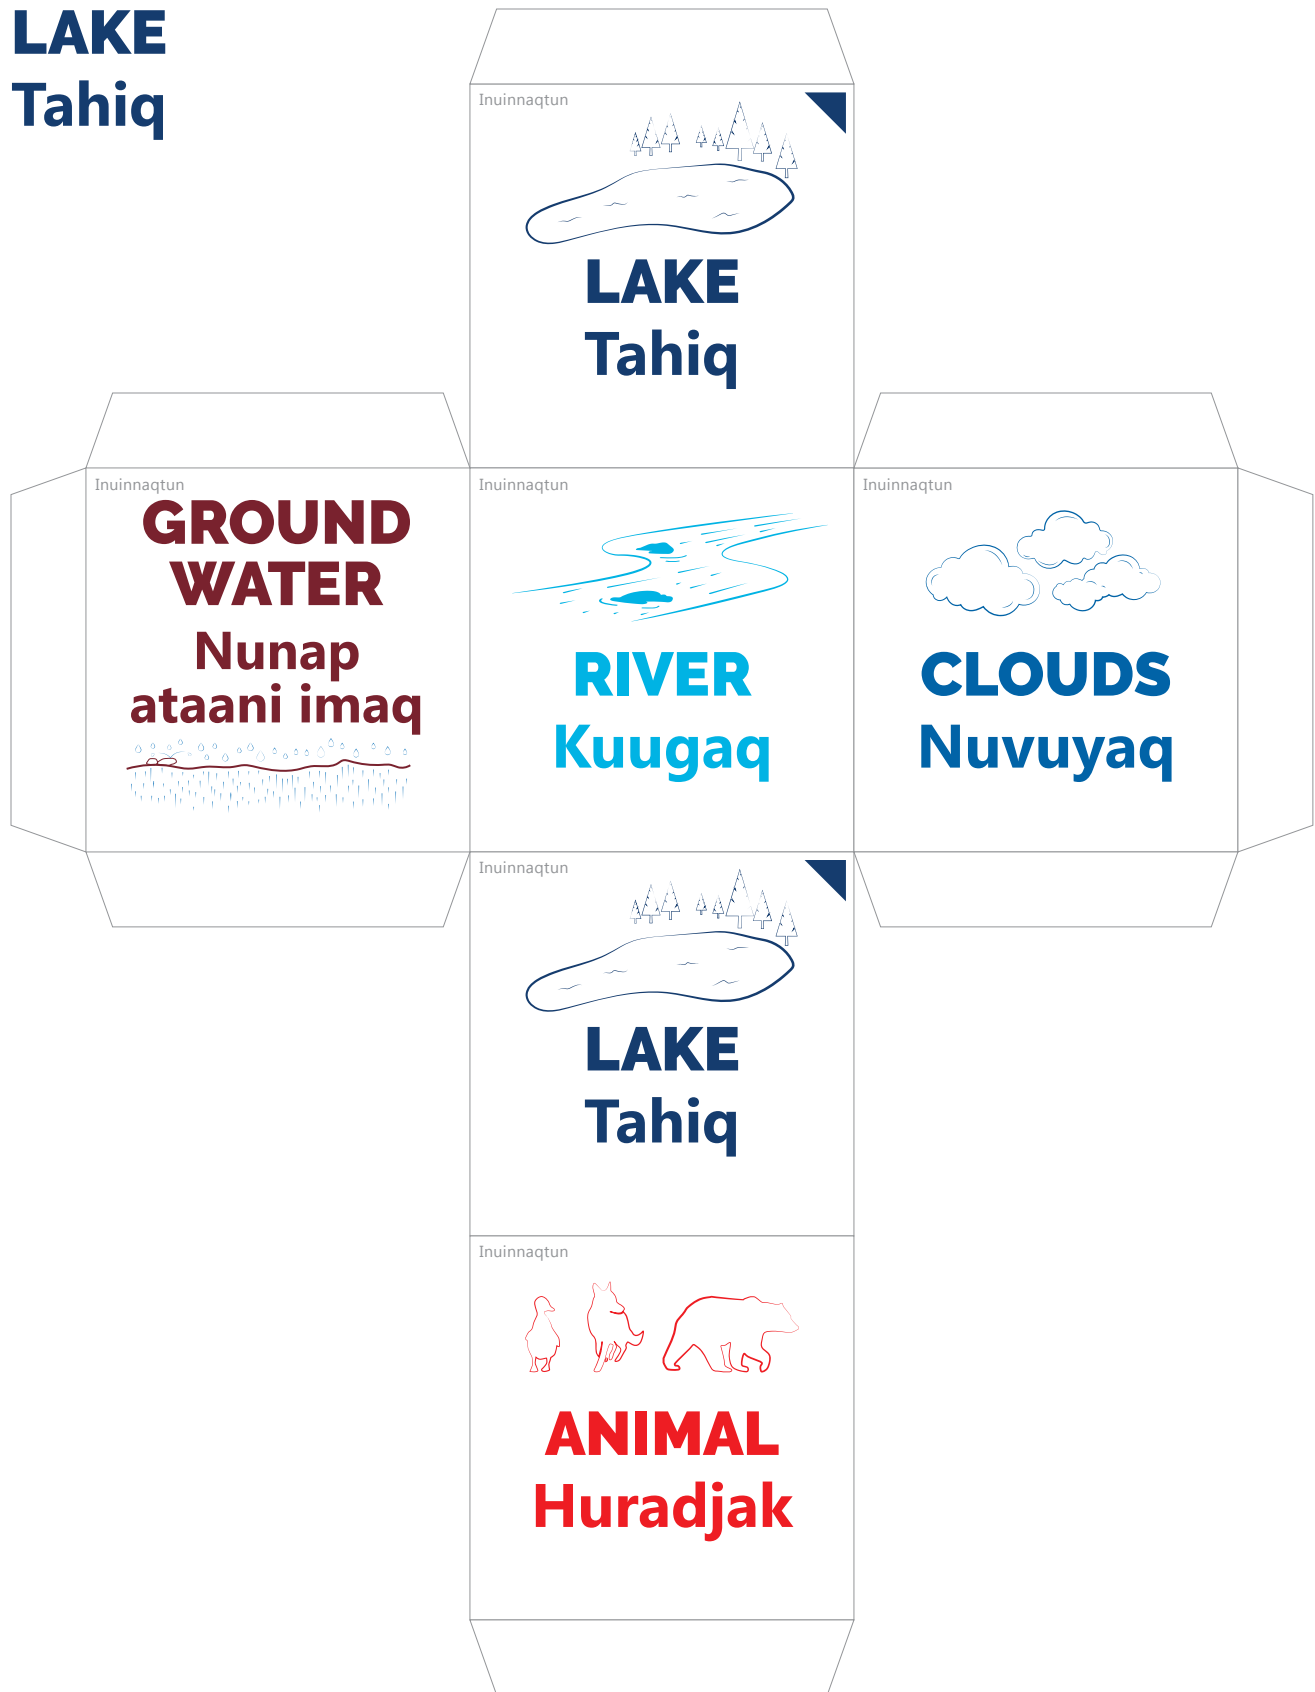 LAKE
Tahiq
Inuinnaqtun
LAKE
Tahiq
Inuinnaqtun
GROUND
WATER
Nunap
ataani imaq
Inuinnaqtun
RIVER
Kuugaq
Inuinnaqtun
CLOUDS
Nuvuyaq
Inuinnaqtun
LAKE
Tahiq
Inuinnaqtun
ANIMAL
Huradjak